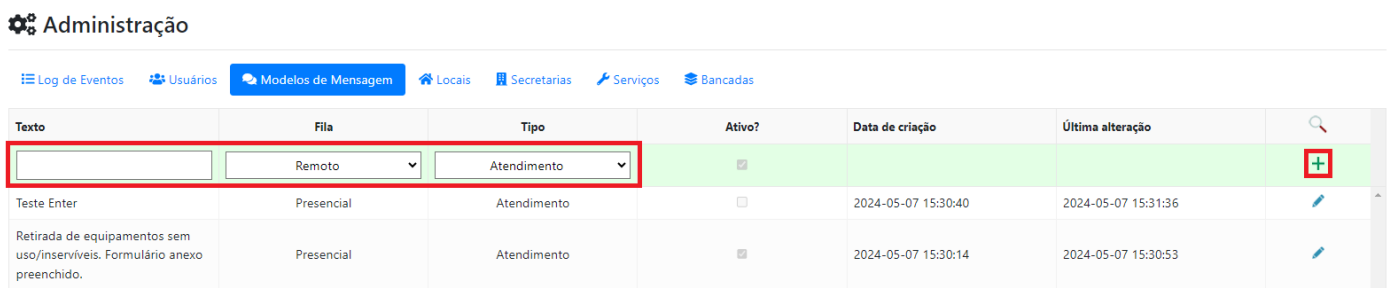 Administração
Log de Eventos Usuários Modelos de Mensagem Locais Secretarias Serviços Bancadas
Texto Fila Tipo Ativo? Data de criação Última alteração
Remoto Atendimento
Teste Enter Presencial Atendimento 2024-05-07 15:30:40 2024-05-07 15:31:36
Retirada de equipamentos sem
uso/inservíveis. Formulário anexo Presencial Atendimento 2024-05-07 15:30:14 2024-05-07 15:30:53
preenchido.